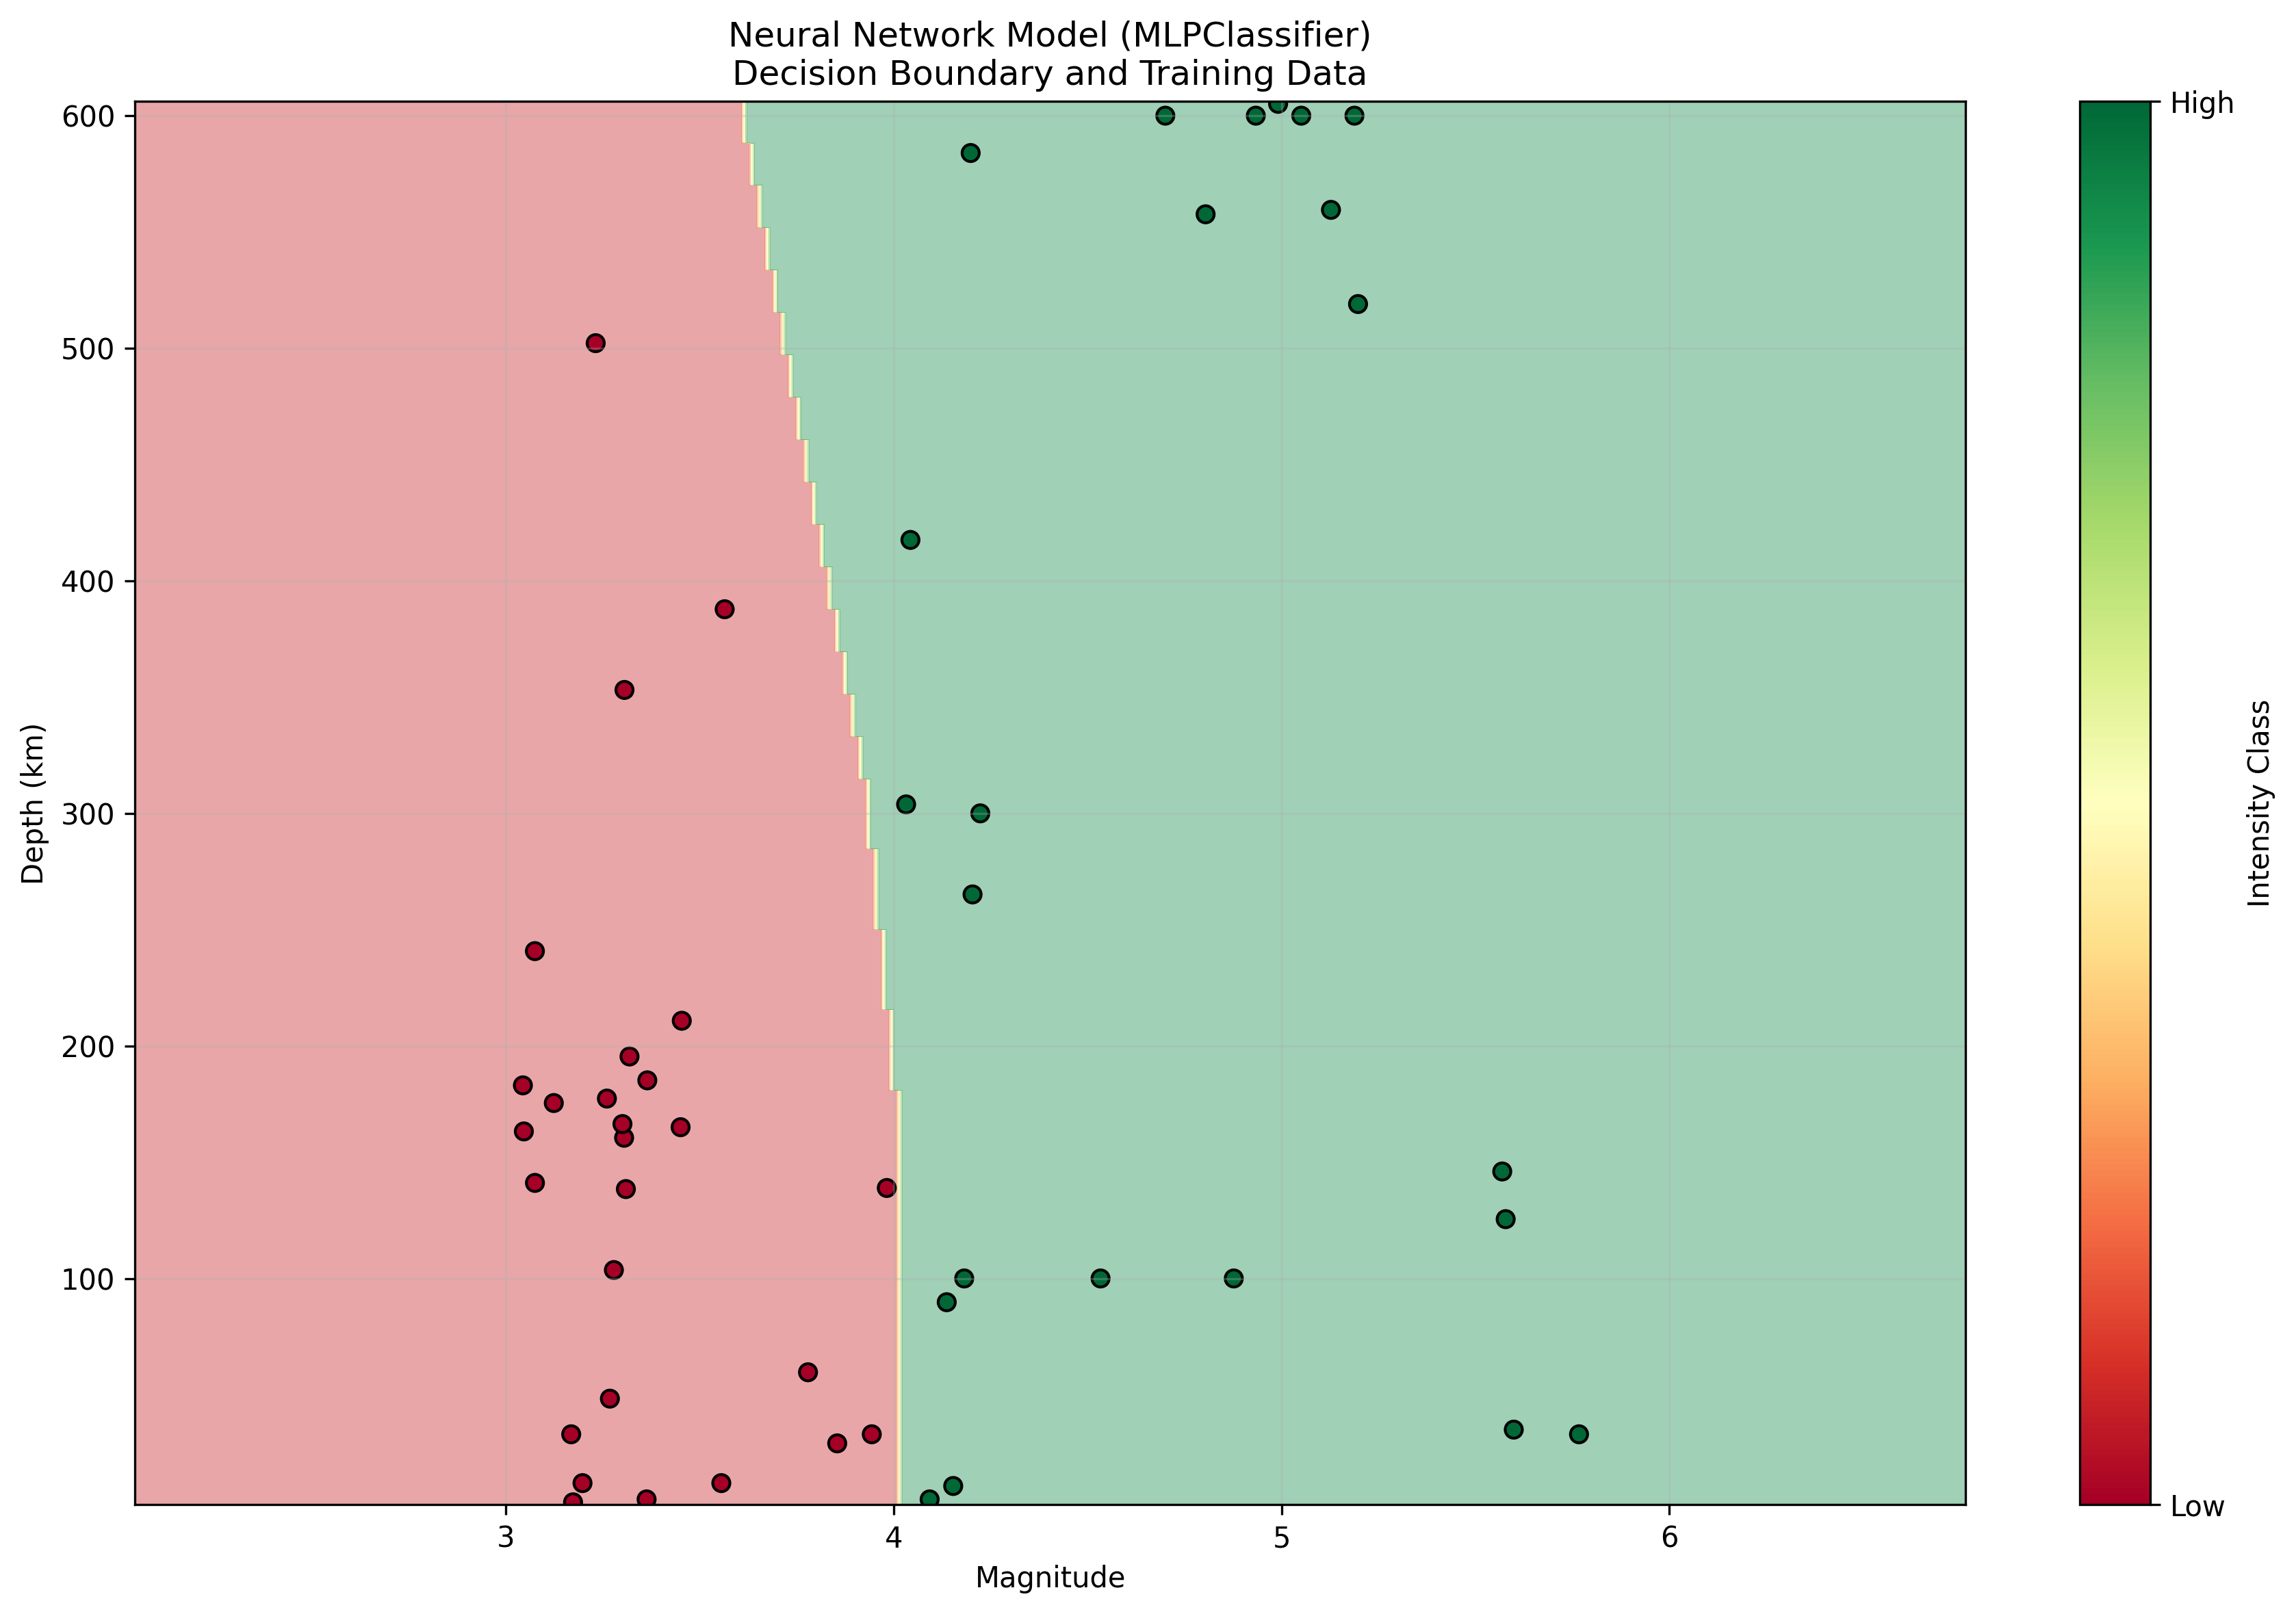 Neural Network Model (MLPClassifier)
Decision Boundary and Training Data
600
500
400
300
200
100
Depth (km)
3
4
5
6
Magnitude
High
Low
Intensity Class